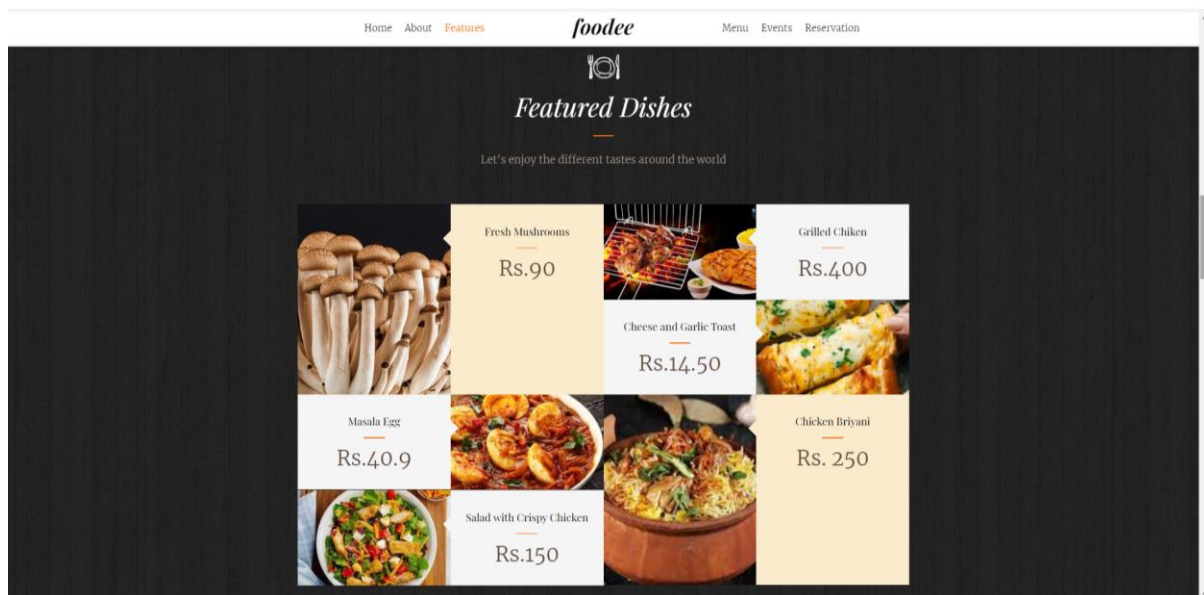 Home About Features foodee Menu Events Reservation
Featured Dishes
Let's enjoy the different tastes around the world
Fresh Mushrooms
Rs.90
Grilled Chiken
Rs.400
Cheese and Garlic Toast
Rs.14.50
Masala Egg
Rs.40.9
Chicken Briyani
Rs. 250
Salad with Crispy Chicken
Rs.150